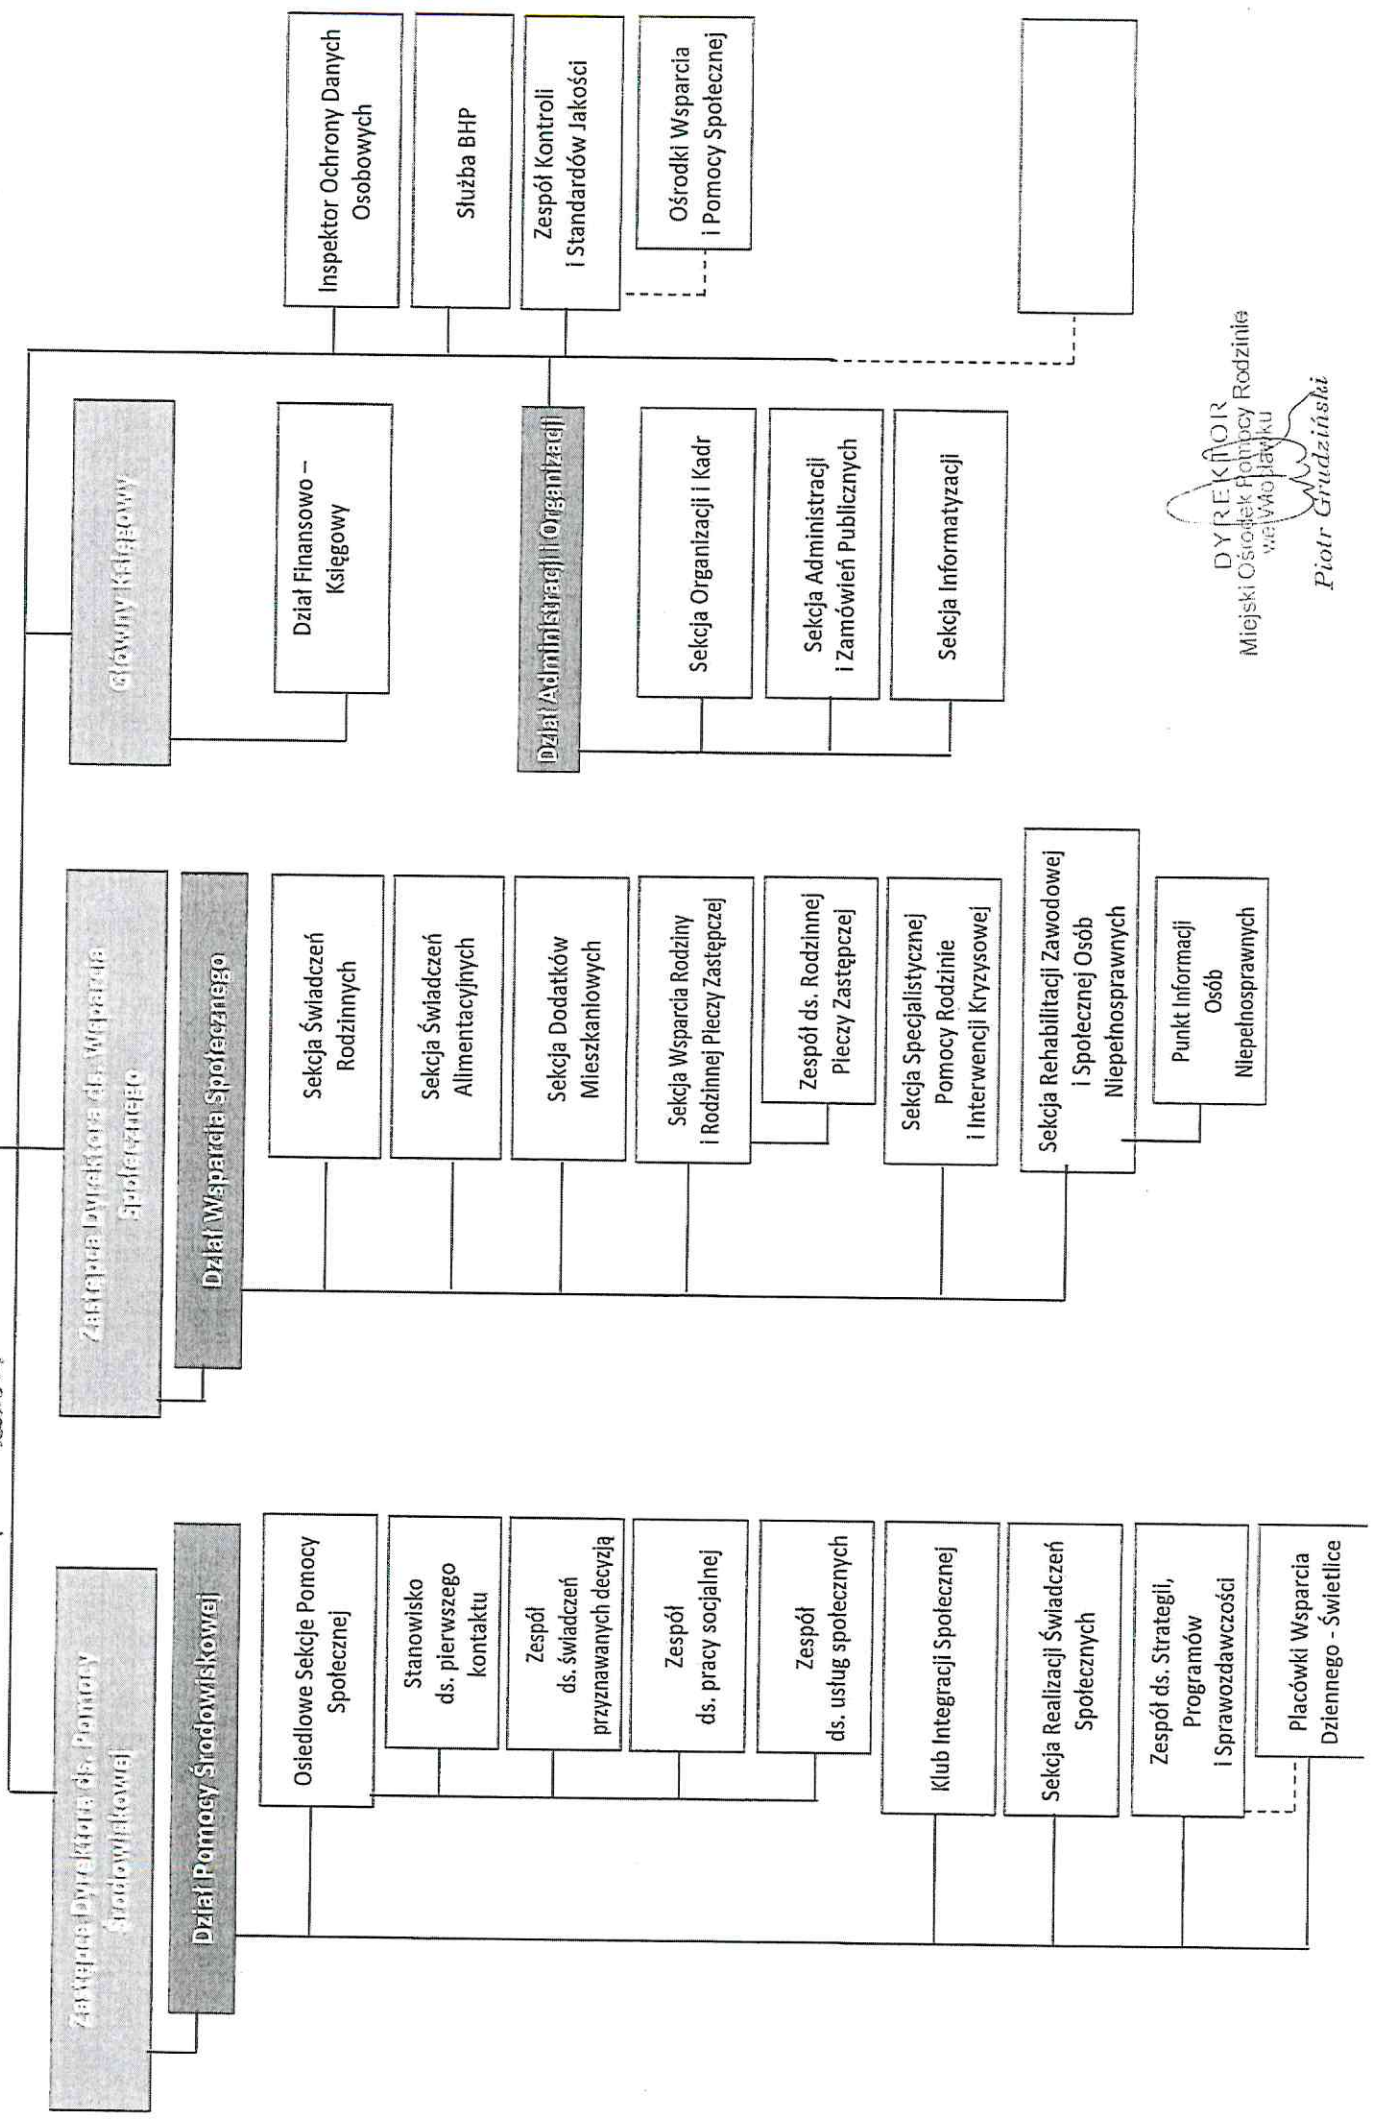 Zastępca Dyrektora ds. Pomocy
Środowiskowej
Dział Pomocy Środowiskowej
Osiedlowe Sekcje Pomocy
Społecznej
Stanowisko
ds. pierwszego
kontaktu
Zespół
ds. świadczeń
przyznawanych decyzją
Zespół
ds. pracy socjalnej
Zespół
ds. usług społecznych
Klub Integracji Społecznej
Sekcja Realizacji Świadczeń
Społecznych
Zespół ds. Strategii,
Programów
i Sprawozdawczości
Placówki Wsparcia
Dziennego - Świetlice
Zastępca Dyrektora ds. Wsparcia
Społecznego
Dział Wsparcia Społecznego
Sekcja Świadczeń
Rodzinnych
Sekcja Świadczeń
Alimentacyjnych
Sekcja Dodatków
Mieszkaniowych
Sekcja Wsparcia Rodziny
i Rodzinnej Pieczy Zastępczej
Zespół ds. Rodzinnej
Pieczy Zastępczej
Sekcja Specjalistycznej
Pomocy Rodzinie
i Interwencji Kryzysowej
Sekcja Rehabilitacji Zawodowej
i Społecznej Osób
Niepełnosprawnych
Punkt Informacji
Osób
Niepełnosprawnych
Główny Księgowy
Dział Finansowo –
Księgowy
Dział Administracji i Organizacji
Sekcja Organizacji i Kadr
Sekcja Administracji
i Zamówień Publicznych
Sekcja Informatyzacji
Inspektor Ochrony Danych
Osobowych
Służba BHP
Zespół Kontroli
i Standardów Jakości
Ośrodki Wsparcia
i Pomocy Społecznej
DYREKTOR
Miejski Ośrodek Pomocy Rodzinie
we Włocławku
Piotr Grudziński